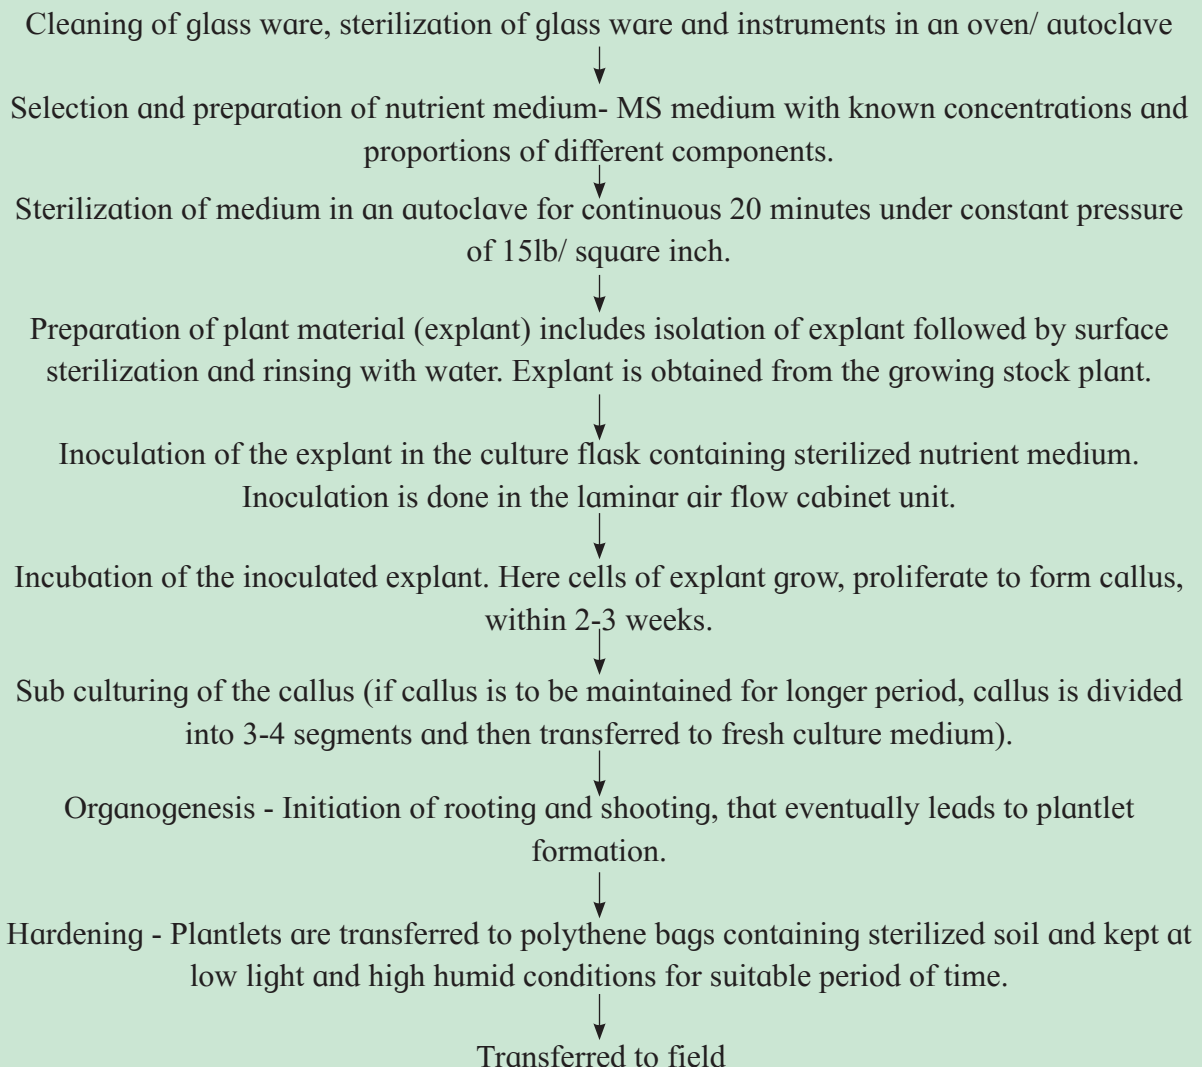 Cleaning of glass ware, sterilization of glass ware and instruments in an oven/ autoclave
Selection and preparation of nutrient medium- MS medium with known concentrations and
proportions of different components.
Sterilization of medium in an autoclave for continuous 20 minutes under constant pressure
of 15lb/ square inch.
Preparation of plant material (explant) includes isolation of explant followed by surface
sterilization and rinsing with water. Explant is obtained from the growing stock plant.
Inoculation of the explant in the culture flask containing sterilized nutrient medium.
Inoculation is done in the laminar air flow cabinet unit.
Incubation of the inoculated explant. Here cells of explant grow, proliferate to form callus,
within 2-3 weeks.
Sub culturing of the callus (if callus is to be maintained for longer period, callus is divided
into 3-4 segments and then transferred to fresh culture medium).
Organogenesis - Initiation of rooting and shooting, that eventually leads to plantlet
formation.
Hardening - Plantlets are transferred to polythene bags containing sterilized soil and kept at
low light and high humid conditions for suitable period of time.
Transferred to field